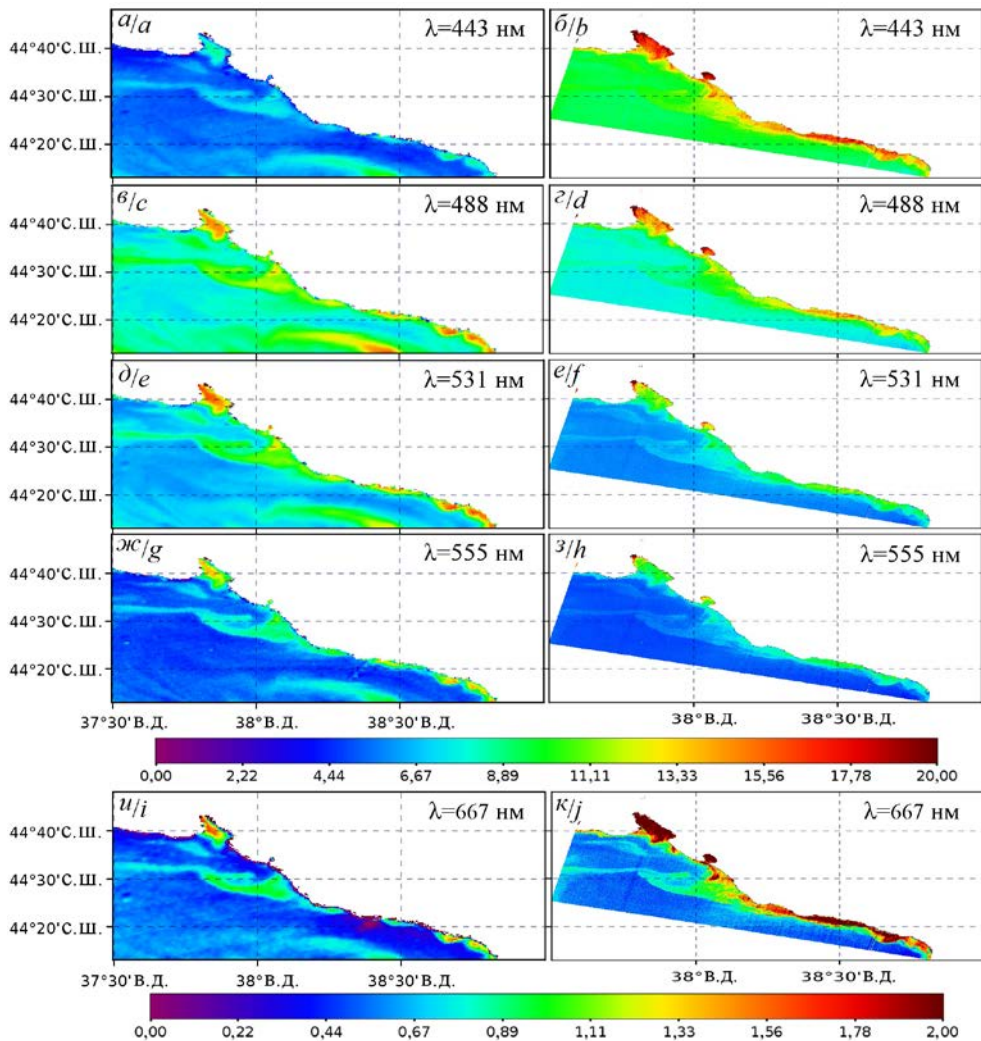 а/a λ=443 нм б/b λ=443 нм
44°40'С.Ш.
44°30'С.Ш.
44°20'С.Ш.
в/c λ=488 нм г/d λ=488 нм
44°40'С.Ш.
44°30'С.Ш.
44°20'С.Ш.
д/e λ=531 нм е/f λ=531 нм
44°40'С.Ш.
44°30'С.Ш.
44°20'С.Ш.
ж/g λ=555 нм з/h λ=555 нм
44°40'С.Ш.
44°30'С.Ш.
44°20'С.Ш.
37°30'В.Д. 38°В.Д. 38°30'В.Д. 38°В.Д. 38°30'В.Д.
0,00 2,22 4,44 6,67 8,89 11,11 13,33 15,56 17,78 20,00
и/i λ=667 нм к/j λ=667 нм
44°40'С.Ш.
44°30'С.Ш.
44°20'С.Ш.
37°30'В.Д. 38°В.Д. 38°30'В.Д. 38°В.Д. 38°30'В.Д.
0,00 0,22 0,44 0,67 0,89 1,11 1,33 1,56 1,78 2,00